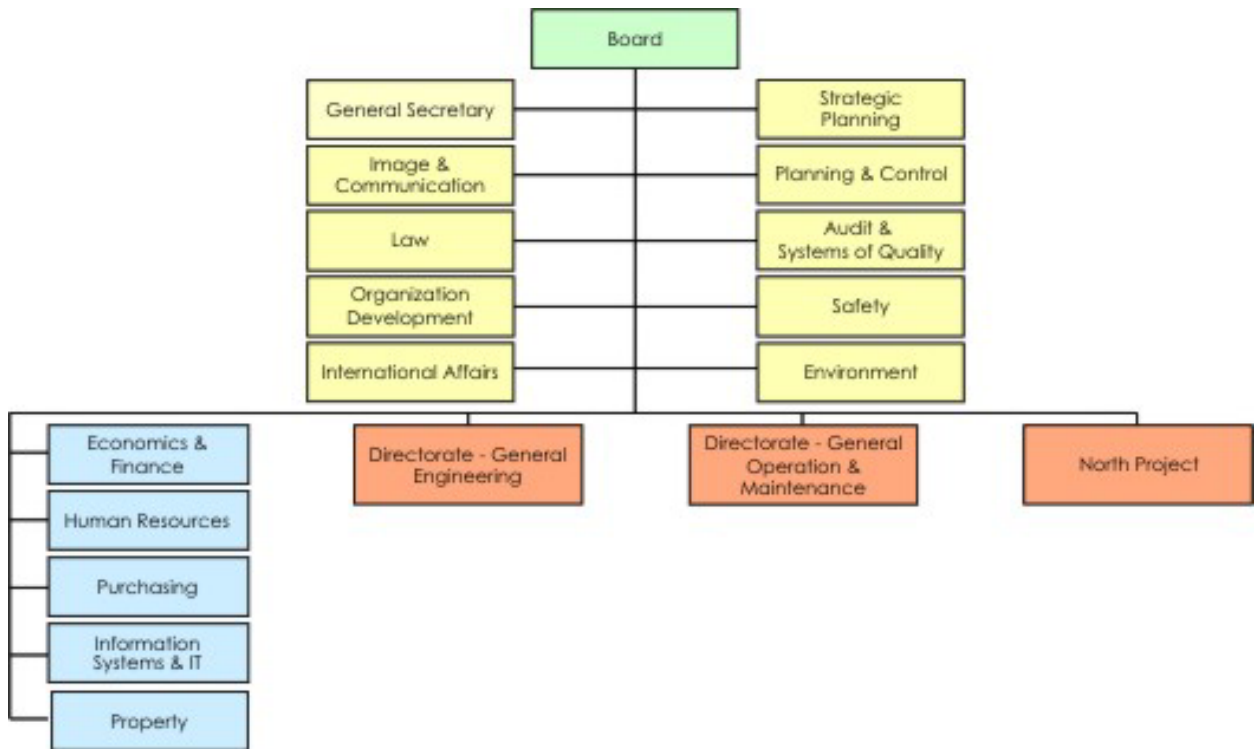 Board
General Secretary
Strategic
Planning
Image &
Communication
Planning & Control
Law
Audit &
Systems of Quality
Organization
Development
Safety
International Affairs
Environment
Economics &
Finance
Human Resources
Purchasing
Information
Systems & IT
Property
Directorate - General
Engineering
Directorate - General
Operation &
Maintenance
North Project